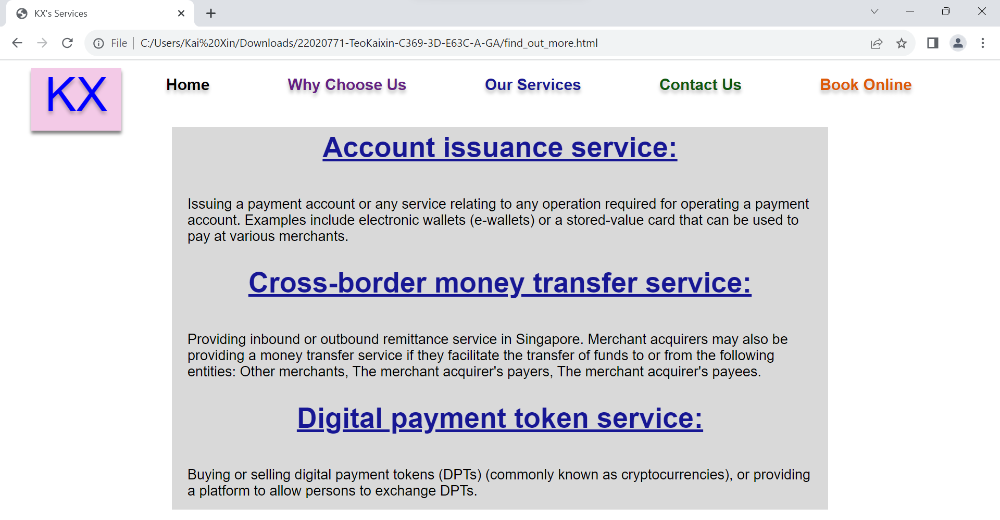 KX's Services
File
C:/Users/Kai%20Xin/Downloads/22020771-TeoKaixin-C369-3D-E63C-A-GA/find_out_more.html
KX
Home
Why Choose Us
Our Services
Contact Us
Book Online
Account issuance service:
Issuing a payment account or any service relating to any operation required for operating a payment
account. Examples include electronic wallets (e-wallets) or a stored-value card that can be used to
pay at various merchants.
Cross-border money transfer service:
Providing inbound or outbound remittance service in Singapore. Merchant acquirers may also be
providing a money transfer service if they facilitate the transfer of funds to or from the following
entities: Other merchants, The merchant acquirer's payers, The merchant acquirer's payees.
Digital payment token service:
Buying or selling digital payment tokens (DPTs) (commonly known as cryptocurrencies), or providing
a platform to allow persons to exchange DPTs.